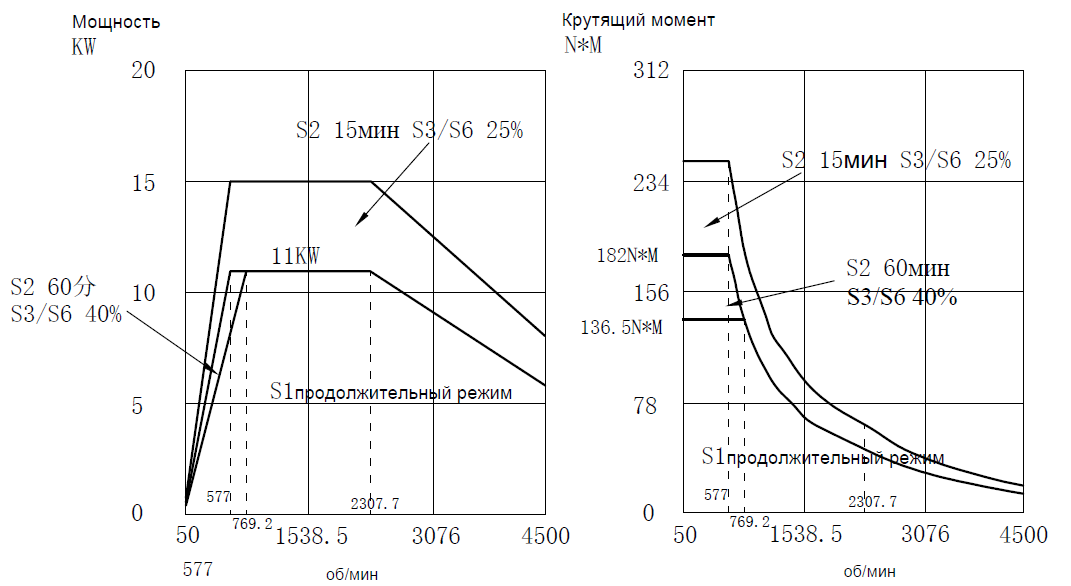 Мощность
KW
20
S2 15мин S3/S6 25%
15
11KW
S2 60分
S3/S6 40%
10
S1продолжительный режим
5
577
2307.7
0
769.2
50
1538.5
3076
4500
577
об/мин
Крутящий момент
N*M
312
S2 15мин S3/S6 25%
234
182N*M
S2 60мин
S3/S6 40%
156
136.5N*M
78
S1продолжительный режим
577
2307.7
0
769.2
50
1538.5
3076
4500
об/мин